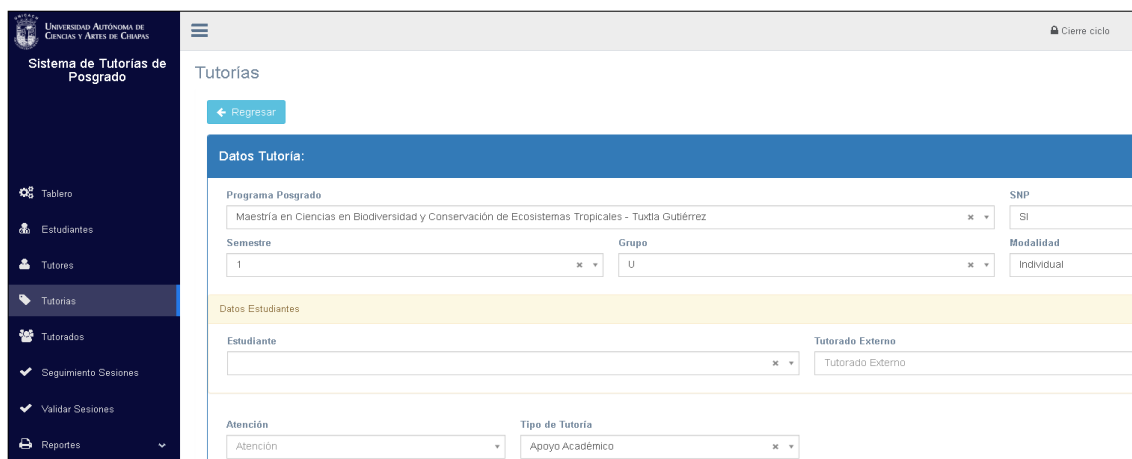 UNIVERSIDAD AUTÓNOMA DE
CIENCIAS Y ARTES DE CHIAPAS
Sistema de Tutorías de
Posgrado
Tablero
Estudiantes
Tutores
Tutorias
Tutorados
Seguimiento Sesiones
Validar Sesiones
Reportes
Cierre ciclo
Tutorías
Regresar
Datos Tutoría:
Programa Posgrado SNP
Maestría en Ciencias en Biodiversidad y Conservación de Ecosistemas Tropicales - Tuxtla Gutiérrez SI
Semestre Grupo Modalidad
1 U Individual
Datos Estudiantes
Estudiante Tutorado Externo
Tutorado Externo
Atención Tipo de Tutoría
Atención Apoyo Académico